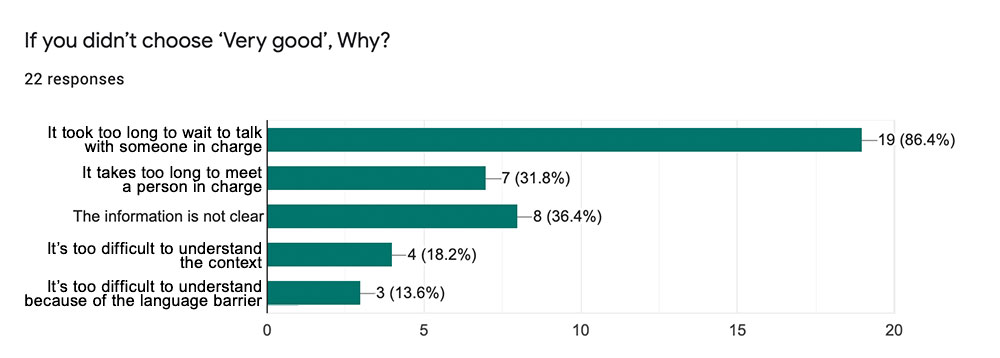 If you didn’t choose ‘Very good’, Why?
22 responses
It took too long to wait to talk
with someone in charge
19 (86.4%)
It takes too long to meet
a person in charge
7 (31.8%)
The information is not clear
8 (36.4%)
It’s too difficult to understand
the context
4 (18.2%)
It’s too difficult to understand
because of the language barrier
3 (13.6%)
0 5 10 15 20